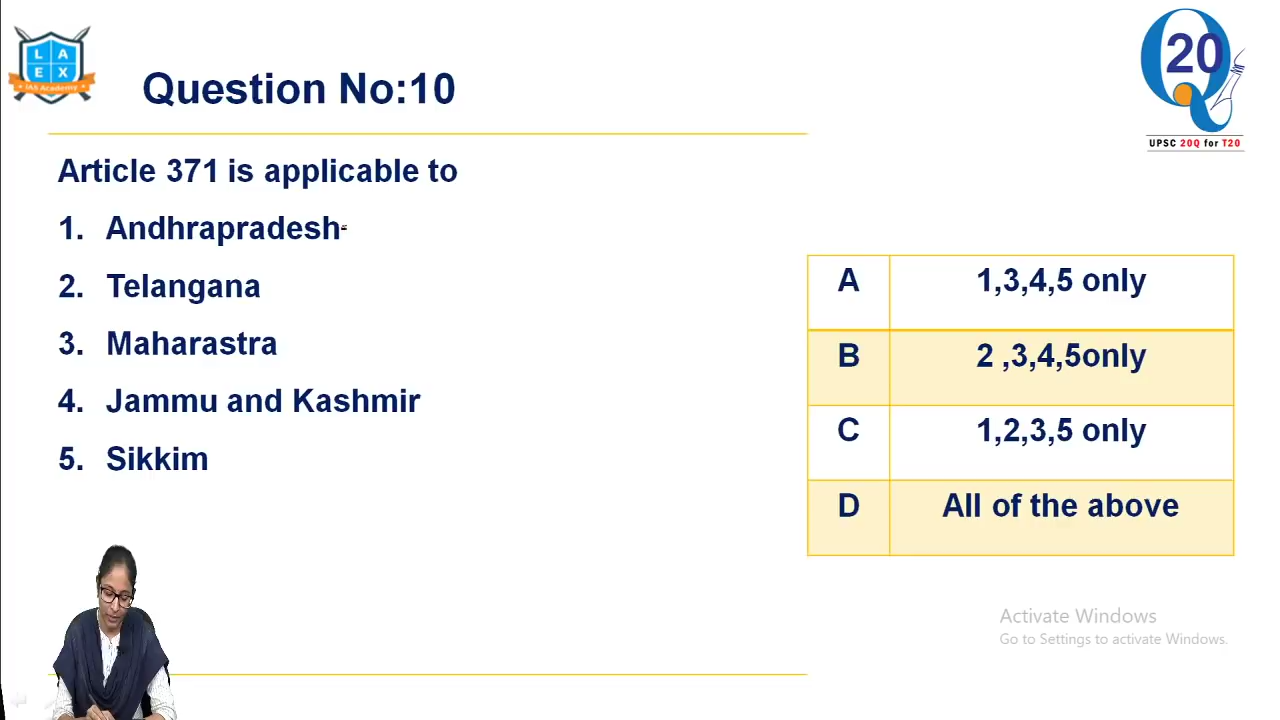 L A
E X
IAS Academy
Question No:10
20
UPSC 20Q for T20
Article 371 is applicable to
1. Andhrapradesh
2. Telangana
3. Maharastra
4. Jammu and Kashmir
5. Sikkim
A 1,3,4,5 only
B 2 ,3,4,5only
C 1,2,3,5 only
D All of the above
Activate Windows
Go to Settings to activate Windows.